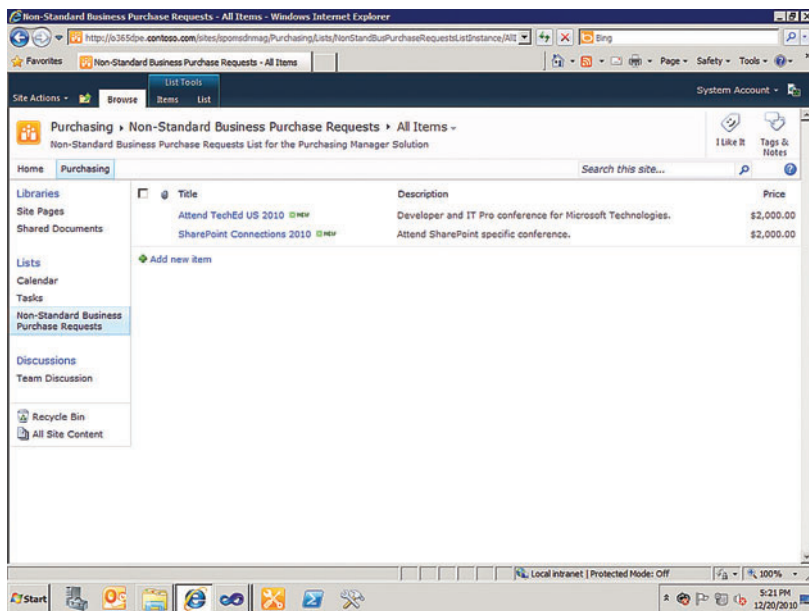 Non-Standard Business Purchase Requests - All Items - Windows Internet Explorer
http://o365dpe.contoso.com/sites/spomsdnmag/Purchasing/Lists/NonStandBusPurchaseRequestsListInstance/All
Bing
Favorites
Non-Standard Business Purchase Requests - All Items
Page
Safety
Tools
List Tools
Site Actions
Browse
Items
List
System Account
Purchasing
Non-Standard Business Purchase Requests
All Items
Non-Standard Business Purchase Requests List for the Purchasing Manager Solution
I Like It
Tags &
Notes
Home
Purchasing
Search this site...
Libraries
Site Pages
Shared Documents
Lists
Calendar
Tasks
Non-Standard Business
Purchase Requests
Discussions
Team Discussion
Recycle Bin
All Site Content
Title Description Price
Attend TechEd US 2010 NEW Developer and IT Pro conference for Microsoft Technologies. $2,000.00
SharePoint Connections 2010 NEW Attend SharePoint specific conference. $2,000.00
Add new item
Local intranet | Protected Mode: Off
100%
Start
5:21 PM
12/20/2010